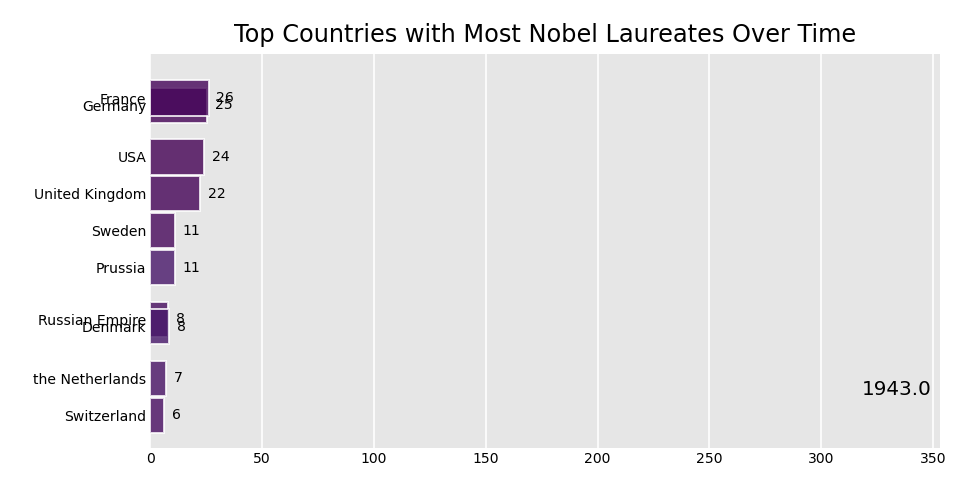 Top Countries with Most Nobel Laureates Over Time
France 26
Germany 25
USA 24
United Kingdom 22
Sweden 11
Prussia 11
Russian Empire 8
Denmark 8
the Netherlands 7
1943.0
Switzerland 6
0 50 100 150 200 250 300 350